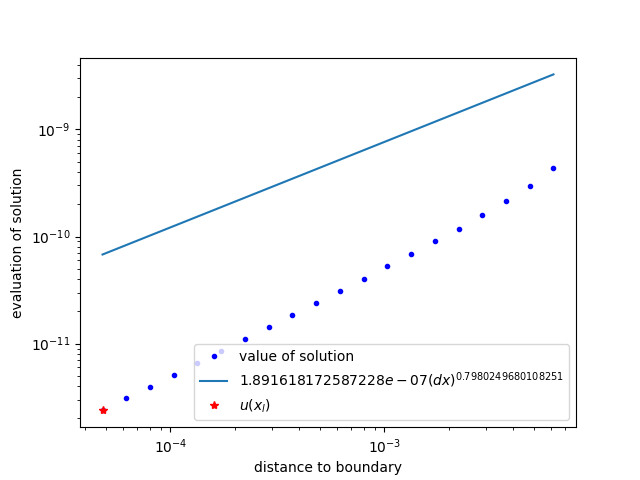 evaluation of solution
10⁻⁹
10⁻¹⁰
10⁻¹¹
value of solution
1.891618172587228e − 07(dx)^0.7980249680108251
u(x_l)
10⁻⁴
10⁻³
distance to boundary